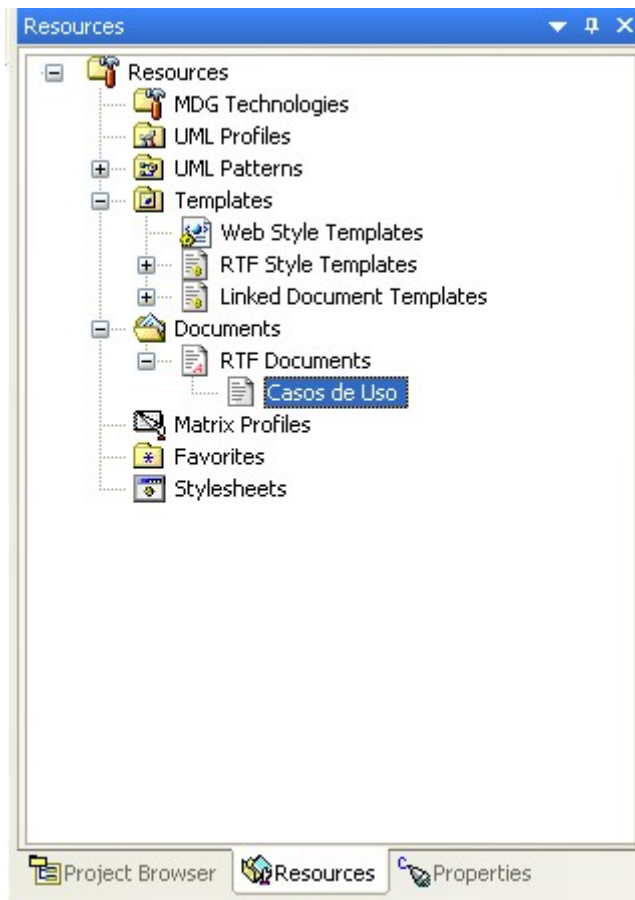 Resources
Resources
MDG Technologies
UML Profiles
UML Patterns
Templates
Web Style Templates
RTF Style Templates
Linked Document Templates
Documents
RTF Documents
Casos de Uso
Matrix Profiles
Favorites
Stylesheets
Project Browser Resources Properties